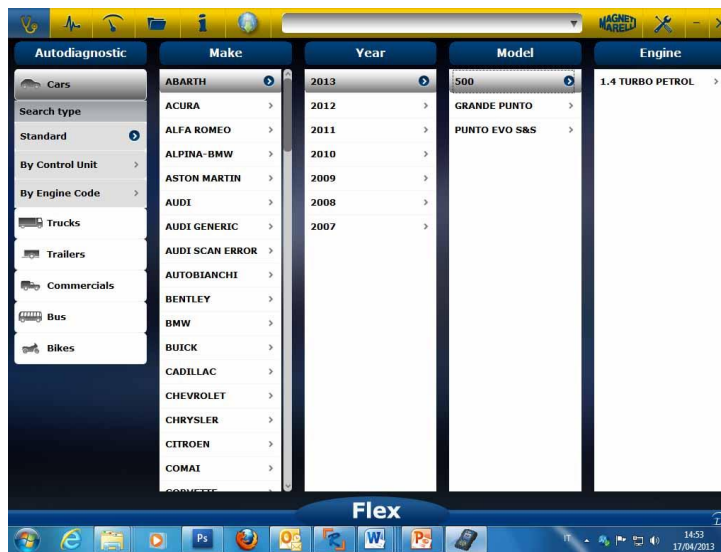 MAGNETI
MARELLI
Autodiagnostic
Make
Year
Model
Engine
Cars
Search type
Standard
By Control Unit
By Engine Code
Trucks
Trailers
Commercials
Bus
Bikes
ABARTH
ACURA
ALFA ROMEO
ALPINA-BMW
ASTON MARTIN
AUDI
AUDI GENERIC
AUDI SCAN ERROR
AUTOBIANCHI
BENTLEY
BMW
BUICK
CADILLAC
CHEVROLET
CHRYSLER
CITROEN
COMAI
CORVETTE
2013
2012
2011
2010
2009
2008
2007
500
GRANDE PUNTO
PUNTO EVO S&S
1.4 TURBO PETROL
Flex
Ps
IT
14:53
17/04/2013